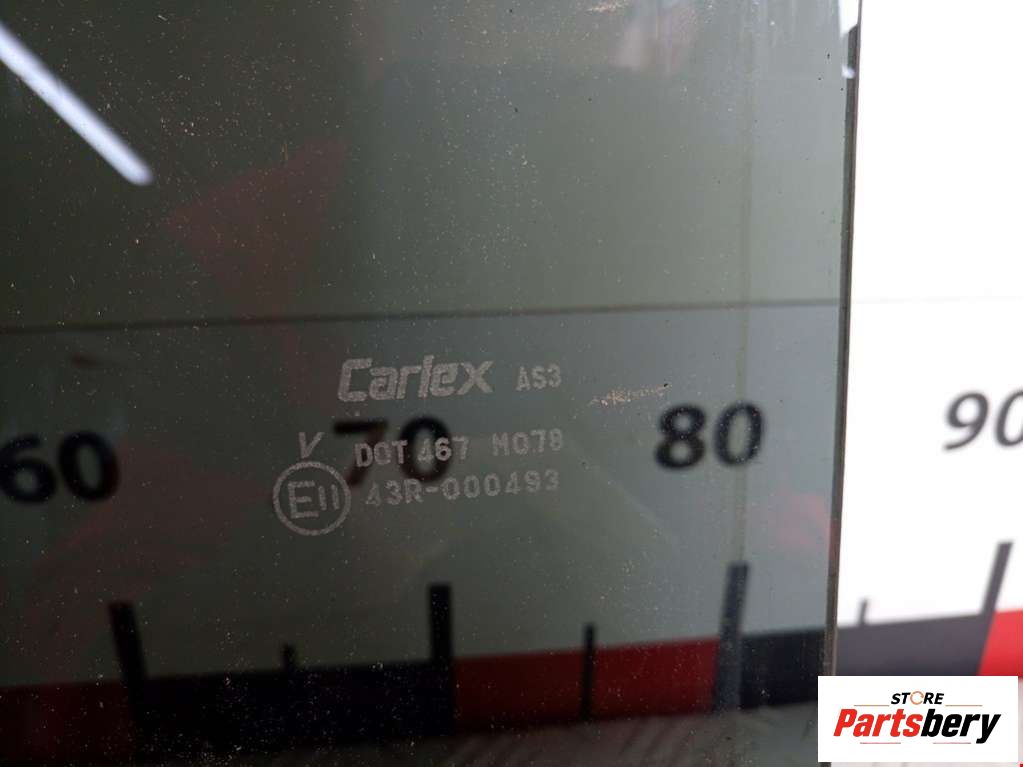 Carlex AS3
60 70 80 90
V DOT 467 M078
E11 43R-000493
STORE
Partsbery